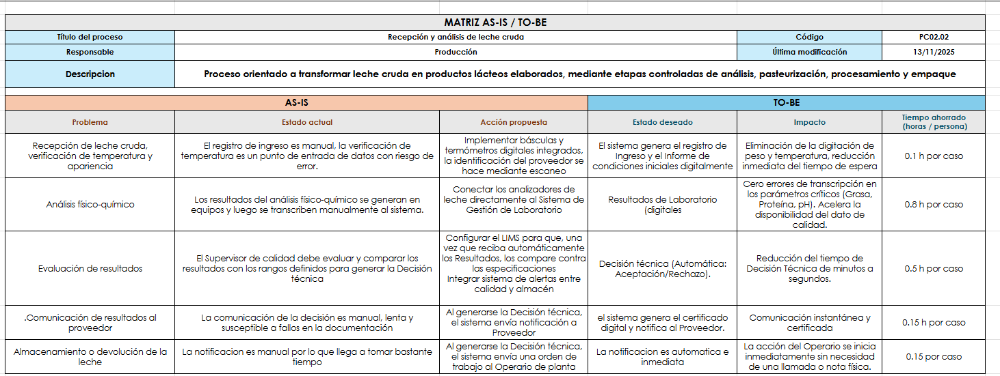 MATRIZ AS-IS / TO-BE
Título del proceso
Recepción y análisis de leche cruda
Código
PC02.02
Responsable
Producción
Última modificación
13/11/2025
Descripcion
Proceso orientado a transformar leche cruda en productos lácteos elaborados, mediante etapas controladas de análisis, pasteurización, procesamiento y empaque
AS-IS
TO-BE
Problema
Estado actual
Acción propuesta
Estado deseado
Impacto
Tiempo ahorrado
(horas / persona)
Recepción de leche cruda,
verificación de temperatura y
apariencia
El registro de ingreso es manual, la verificación de
temperatura es un punto de entrada de datos con riesgo de
error.
Implementar básculas y
termómetros digitales integrados,
la identificación del proveedor se
hace mediante escaneo
El sistema genera el registro de
Ingreso y el Informe de
condiciones iniciales digitalmente
Eliminación de la digitación de
peso y temperatura, reducción
inmediata del tiempo de espera
0.1 h por caso
Análisis físico-químico
Los resultados del análisis físico-químico se generan en
equipos y luego se transcriben manualmente al sistema.
Conectar los analizadores de
leche directamente al Sistema de
Gestión de Laboratorio
Resultados de Laboratorio
(digitales
Cero errores de transcripción en
los parámetros críticos (Grasa,
Proteína, pH). Acelera la
disponibilidad del dato de
calidad.
0.8 h por caso
Evaluación de resultados
El Supervisor de calidad debe evaluar y comparar los
resultados con los rangos definidos para generar la Decisión
técnica
Configurar el LIMS para que, una
vez que reciba automáticamente
los Resultados, los compare contra
las especificaciones
Integrar sistema de alertas entre
calidad y almacén
Decisión técnica (Automática:
Aceptación/Rechazo).
Reducción del tiempo de
Decisión Técnica de minutos a
segundos.
0.5 h por caso
.Comunicación de resultados al
proveedor
La comunicación de la decisión es manual, lenta y
susceptible a fallos en la documentación
Al generarse la Decisión técnica,
el sistema envía notificación a
Proveedor
el sistema genera el certificado
digital y notifica al Proveedor.
Comunicación instantánea y
certificada
0.15 h por caso
Almacenamiento o devolución de la
leche
La notificacion es manual por lo que llega a tomar bastante
tiempo
Al generarse la Decisión técnica,
el sistema envía una orden de
trabajo al Operario de planta
La notificacion es automatica e
inmediata
La acción del Operario se inicia
inmediatamente sin necesidad
de una llamada o nota física.
0.15 por caso